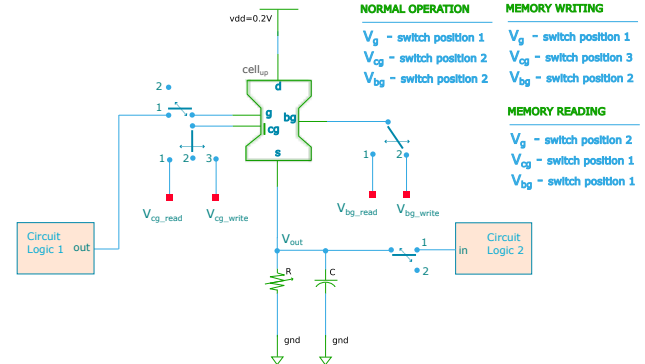 NORMAL OPERATION
V_g - switch position 1
V_cg - switch position 2
V_bg - switch position 2
MEMORY WRITING
V_g - switch position 1
V_cg - switch position 3
V_bg - switch position 2
MEMORY READING
V_g - switch position 2
V_cg - switch position 1
V_bg - switch position 1
vdd=0.2V
cell_up
d
g
cg
bg
s
2
1
1
2
3
V_cg_read
V_cg_write
1
2
V_bg_read
V_bg_write
Circuit
Logic 1
out
V_out
1
2
in
Circuit
Logic 2
R
C
gnd
gnd